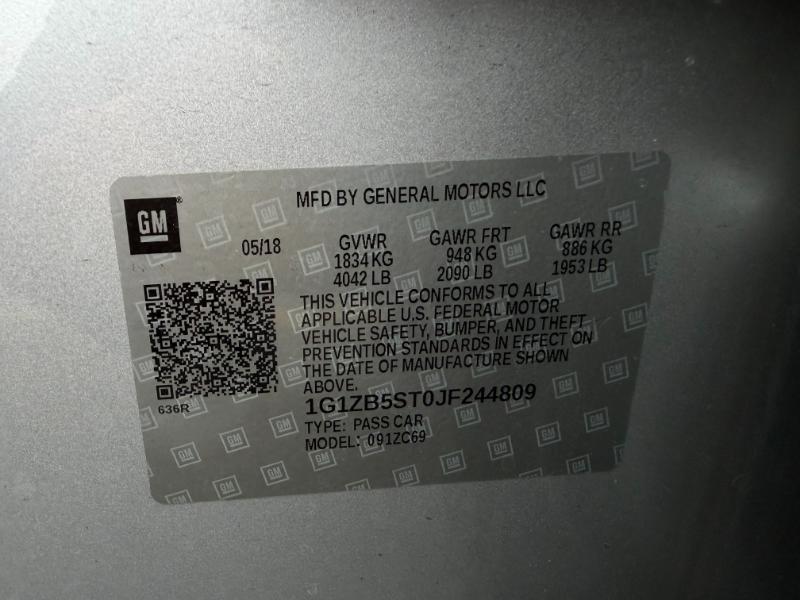 MFD BY GENERAL MOTORS LLC
GM®
05/18
GVWR GAWR FRT GAWR RR
1834 KG 948 KG 886 KG
4042 LB 2090 LB 1953 LB
THIS VEHICLE CONFORMS TO ALL
APPLICABLE U.S. FEDERAL MOTOR
VEHICLE SAFETY, BUMPER, AND THEFT
PREVENTION STANDARDS IN EFFECT ON
THE DATE OF MANUFACTURE SHOWN
ABOVE.
636R
1G1ZB5ST0JF244809
TYPE: PASS CAR
MODEL: 091ZC69